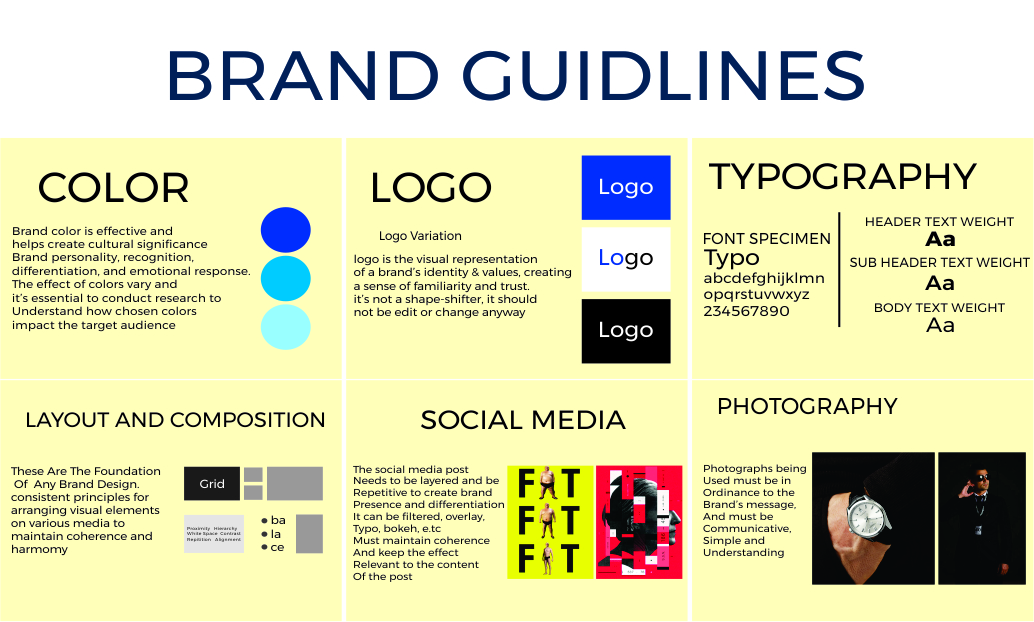 BRAND GUIDLINES
COLOR
Brand color is effective and
helps create cultural significance
Brand personality, recognition,
differentiation, and emotional response.
The effect of colors vary and
it's essential to conduct research to
Understand how chosen colors
impact the target audience
LOGO
Logo Variation
logo is the visual representation
of a brand's identity & values, creating
a sense of familiarity and trust.
it's not a shape-shifter, it should
not be edit or change anyway
Logo
Logo
Logo
TYPOGRAPHY
FONT SPECIMEN
Typo
abcdefghijklmn
opqrstuvwxyz
234567890
HEADER TEXT WEIGHT
Aa
SUB HEADER TEXT WEIGHT
Aa
BODY TEXT WEIGHT
Aa
LAYOUT AND COMPOSITION
These Are The Foundation
Of Any Brand Design.
consistent principles for
arranging visual elements
on various media to
maintain coherence and
harmomy
Grid
Proximity Hierarchy
White Space Contrast
Reptition Alignment
• ba
• la
• ce
SOCIAL MEDIA
The social media post
Needs to be layered and be
Repetitive to create brand
Presence and differentiation
It can be filtered, overlay,
Typo, bokeh, e.tc
Must maintain coherence
And keep the effect
Relevant to the content
Of the post
F T
F T
F T
PHOTOGRAPHY
Photographs being
Used must be in
Ordinance to the
Brand's message,
And must be
Communicative,
Simple and
Understanding